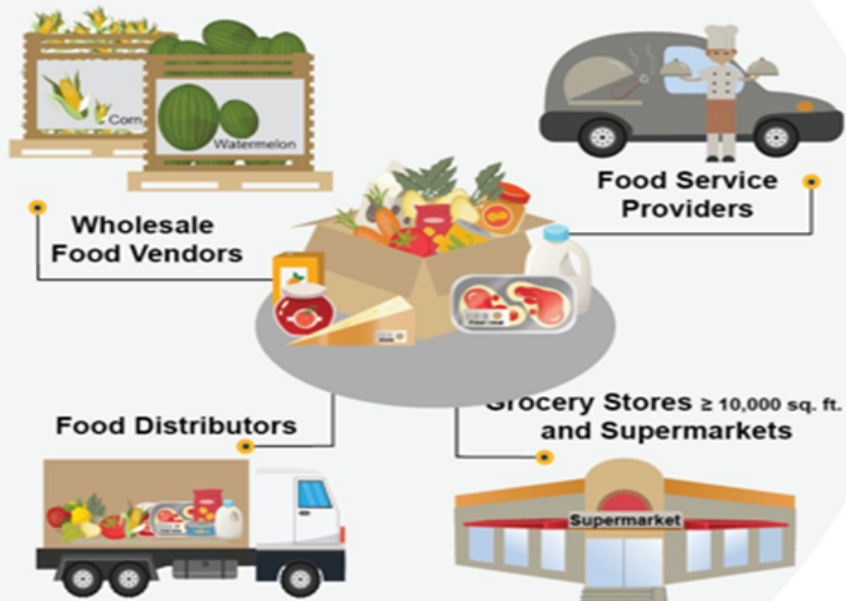 Corn
Watermelon
Food Service
Providers
Wholesale
Food Vendors
Grocery Stores ≥ 10,000 sq. ft.
and Supermarkets
Food Distributors
Supermarket